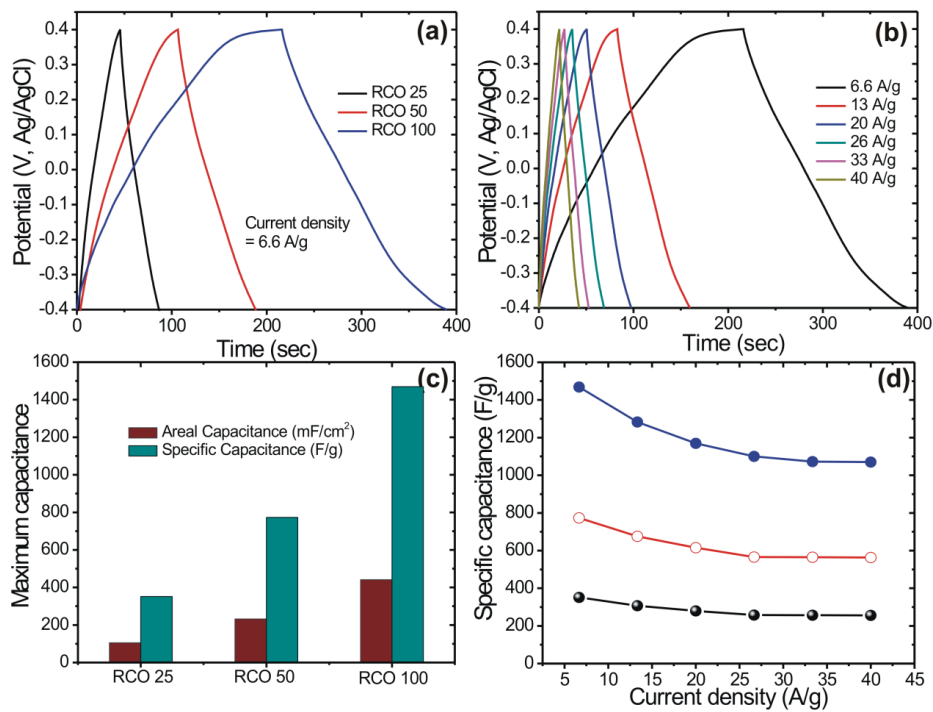 (a)
RCO 25
RCO 50
RCO 100
Current density
= 6.6 A/g
0.4
0.3
0.2
0.1
0.0
-0.1
-0.2
-0.3
-0.4
Potential (V, Ag/AgCl)
0 100 200 300 400
Time (sec)
(b)
6.6 A/g
13 A/g
20 A/g
26 A/g
33 A/g
40 A/g
0.4
0.3
0.2
0.1
0.0
-0.1
-0.2
-0.3
-0.4
Potential (V, Ag/AgCl)
0 100 200 300 400
Time (sec)
(c)
Areal Capacitance (mF/cm²)
Specific Capacitance (F/g)
1600
1400
1200
1000
800
600
400
200
0
Maximum capacitance
RCO 25 RCO 50 RCO 100
(d)
1600
1400
1200
1000
800
600
400
200
0
Specific capacitance (F/g)
5 10 15 20 25 30 35 40 45
Current density (A/g)